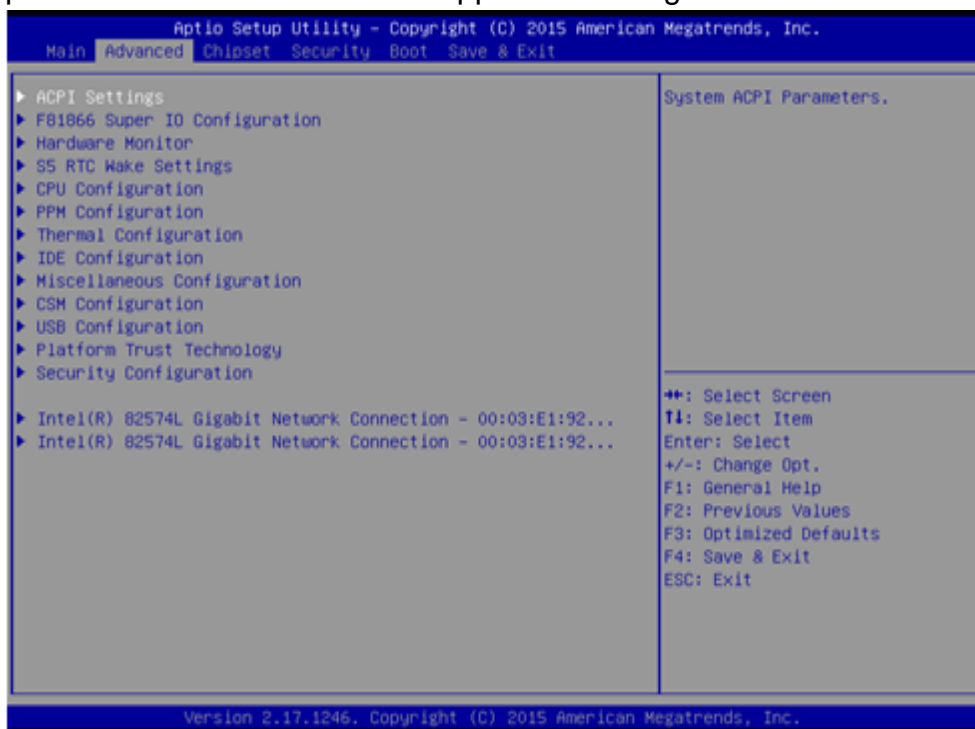 Aptio Setup Utility – Copyright (C) 2015 American Megatrends, Inc.
Main Advanced Chipset Security Boot Save & Exit
ACPI Settings
F81866 Super IO Configuration
Hardware Monitor
S5 RTC Wake Settings
CPU Configuration
PPM Configuration
Thermal Configuration
IDE Configuration
Miscellaneous Configuration
CSM Configuration
USB Configuration
Platform Trust Technology
Security Configuration
Intel(R) 82574L Gigabit Network Connection – 00:03:E1:92...
Intel(R) 82574L Gigabit Network Connection – 00:03:E1:92...
System ACPI Parameters.
→←: Select Screen
↑↓: Select Item
Enter: Select
+/-: Change Opt.
F1: General Help
F2: Previous Values
F3: Optimized Defaults
F4: Save & Exit
ESC: Exit
Version 2.17.1246. Copyright (C) 2015 American Megatrends, Inc.